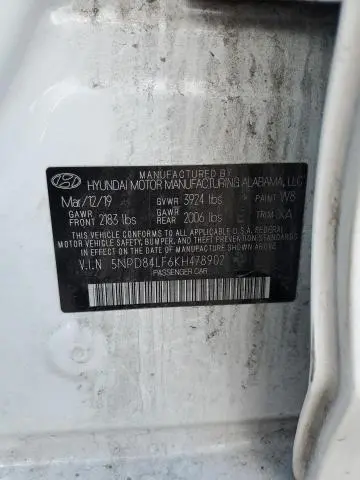 MANUFACTURED BY
HYUNDAI MOTOR MANUFACTURING ALABAMA, LLC
Mar/12/19 GVWR 3924 lbs PAINT W8
GAWR FRONT 2183 lbs GAWR REAR 2006 lbs TRIM XA
THIS VEHICLE CONFORMS TO ALL APPLICABLE U.S.A. FEDERAL
MOTOR VEHICLE SAFETY, BUMPER, AND THEFT PREVENTION
STANDARDS IN EFFECT ON THE DATE OF MANUFACTURE SHOWN ABOVE.
V.I.N 5NPD84LF6KH478902
PASSENGER CAR